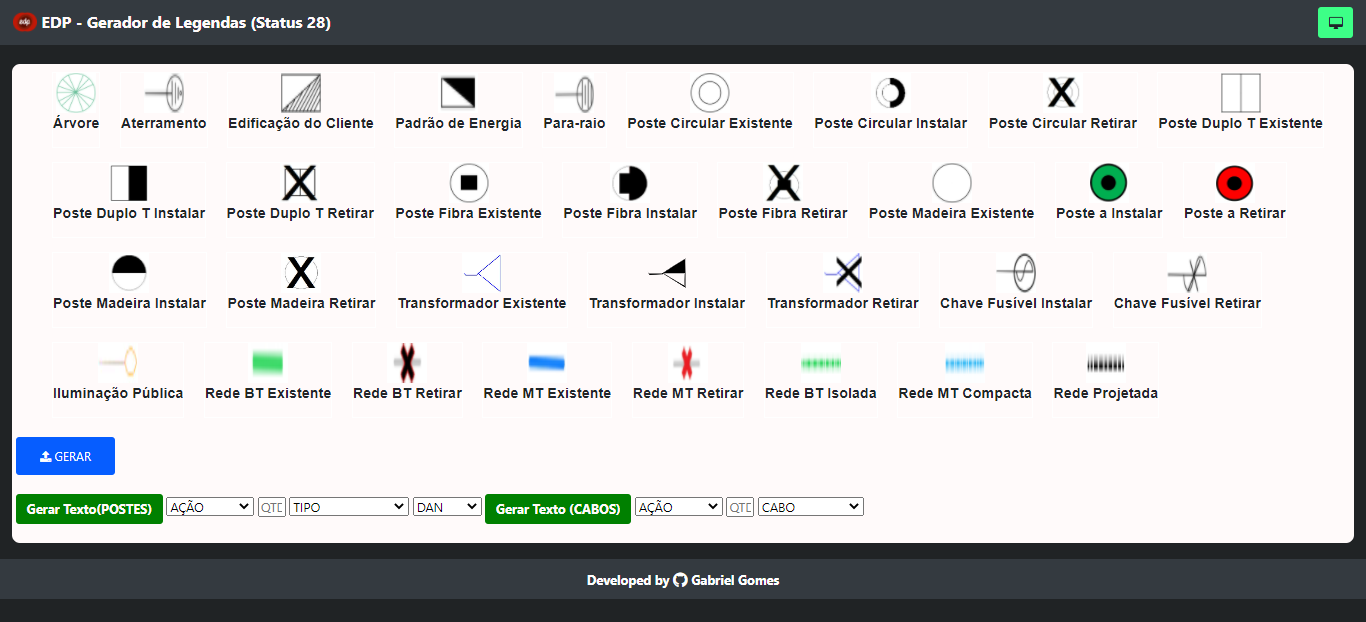 edp EDP - Gerador de Legendas (Status 28)
Árvore Aterramento Edificação do Cliente Padrão de Energia Para-raio Poste Circular Existente Poste Circular Instalar Poste Circular Retirar Poste Duplo T Existente
Poste Duplo T Instalar Poste Duplo T Retirar Poste Fibra Existente Poste Fibra Instalar Poste Fibra Retirar Poste Madeira Existente Poste a Instalar Poste a Retirar
Poste Madeira Instalar Poste Madeira Retirar Transformador Existente Transformador Instalar Transformador Retirar Chave Fusível Instalar Chave Fusível Retirar
Iluminação Pública Rede BT Existente Rede BT Retirar Rede MT Existente Rede MT Retirar Rede BT Isolada Rede MT Compacta Rede Projetada
GERAR
Gerar Texto(POSTES) AÇÃO QTD TIPO DAN Gerar Texto (CABOS) AÇÃO QTD CABO
Developed by Gabriel Gomes